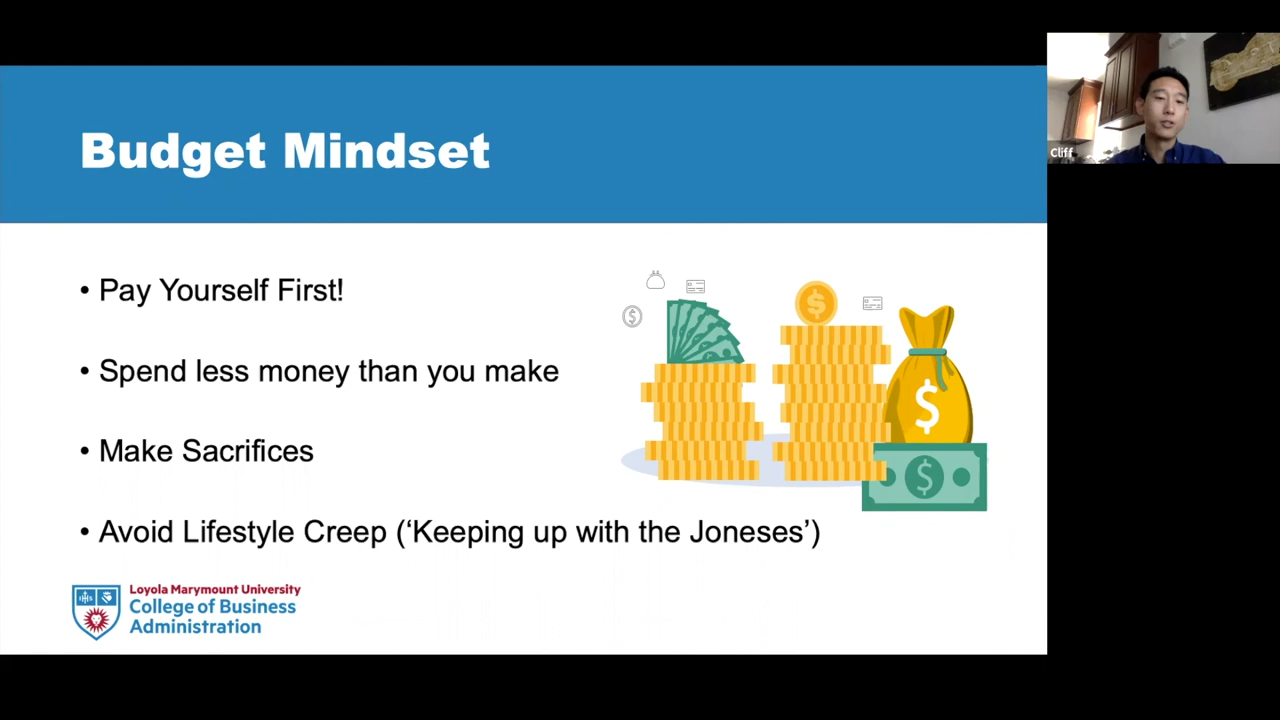 Budget Mindset
Cliff
• Pay Yourself First!
• Spend less money than you make
• Make Sacrifices
• Avoid Lifestyle Creep (‘Keeping up with the Joneses’)
$
$
$
$
Loyola Marymount University
College of Business
Administration